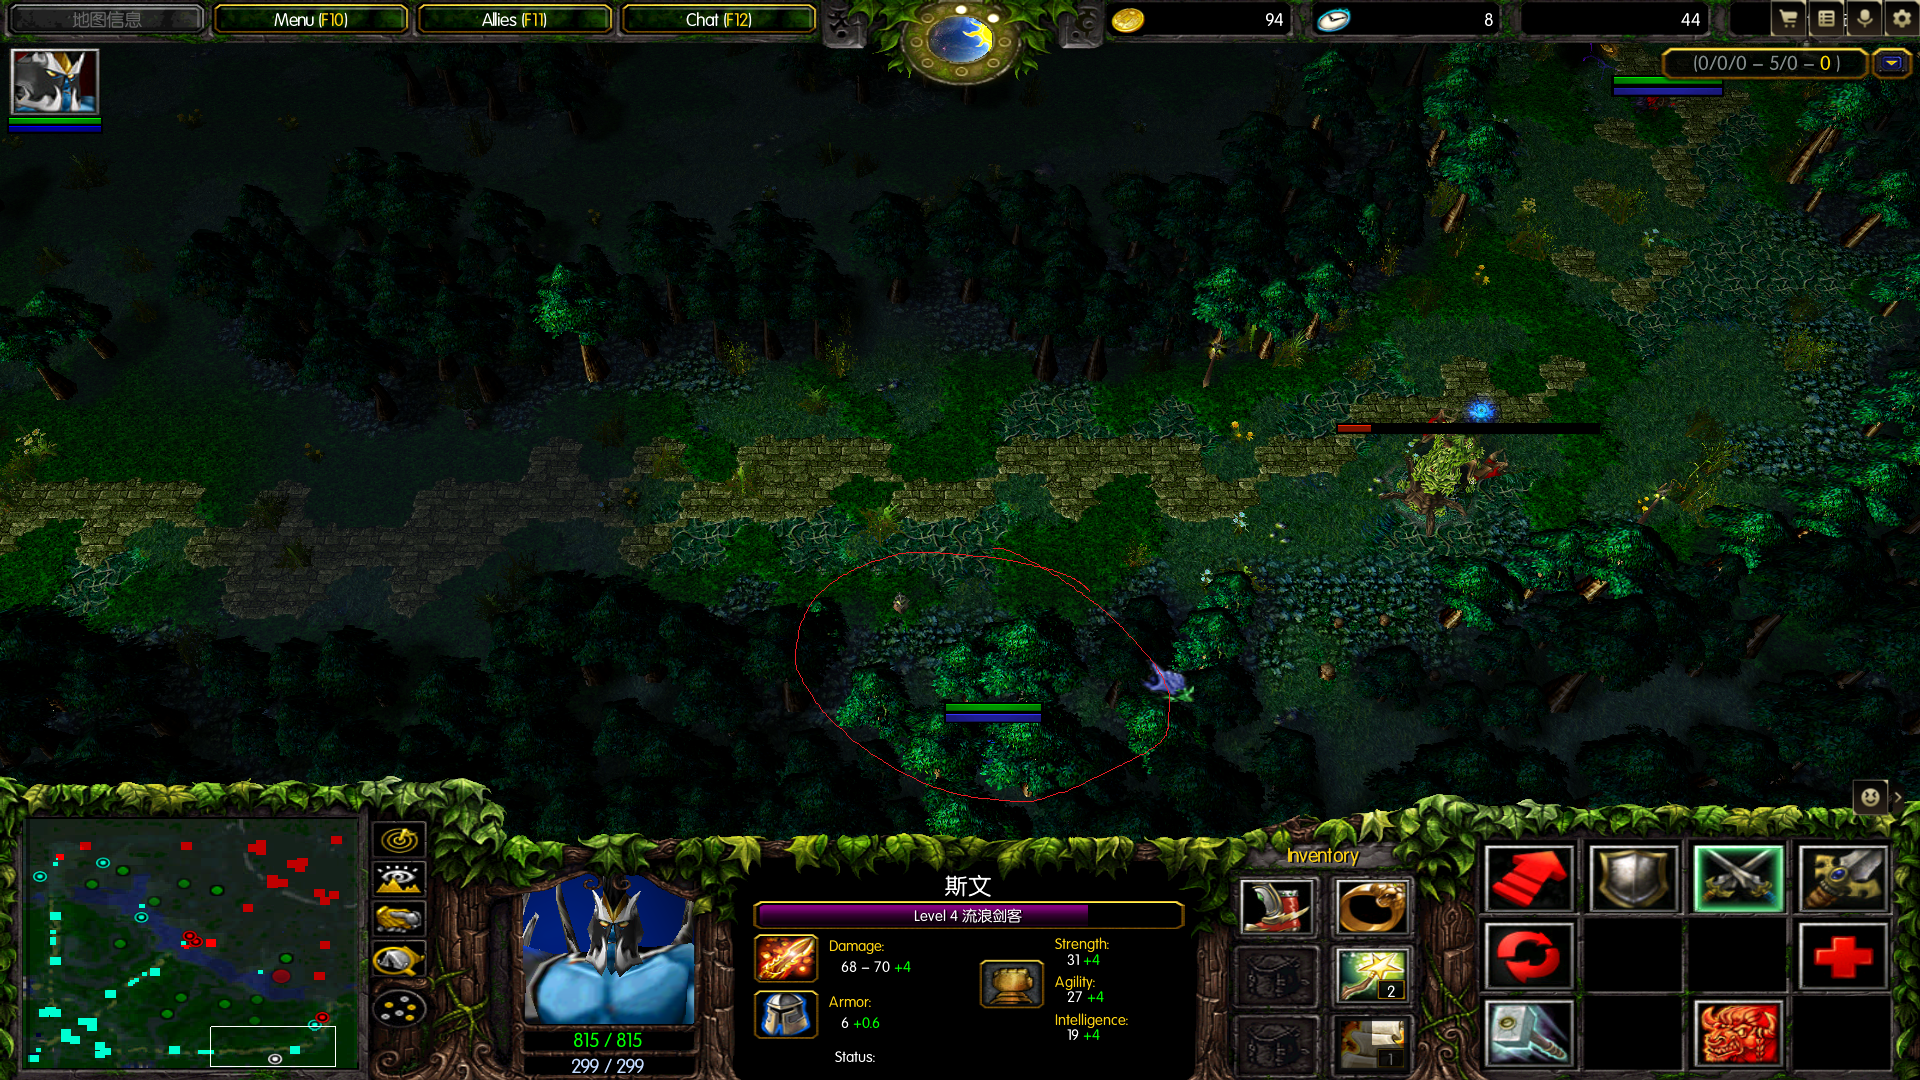 地图信息
Menu (F10)
Allies (F11)
Chat (F12)
94
8
44
(0/0/0 – 5/0 – 0 )
斯文
Level 4 流浪剑客
Damage:
68 – 70 +4
Armor:
6 +0.6
Strength:
31 +4
Agility:
27 +4
Intelligence:
19 +4
Status:
815 / 815
299 / 299
Inventory
2
1